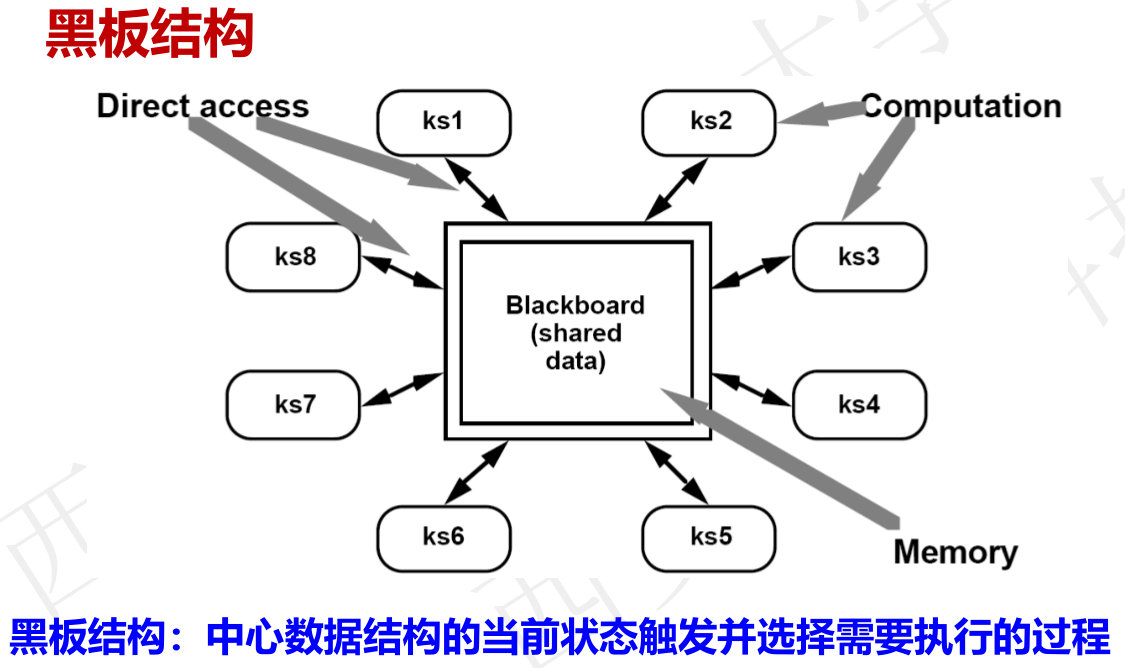 黑板结构
Direct access
Computation
ks1
ks2
ks8
ks3
Blackboard
(shared
data)
ks7
ks4
ks6
ks5
Memory
黑板结构：中心数据结构的当前状态触发并选择需要执行的过程